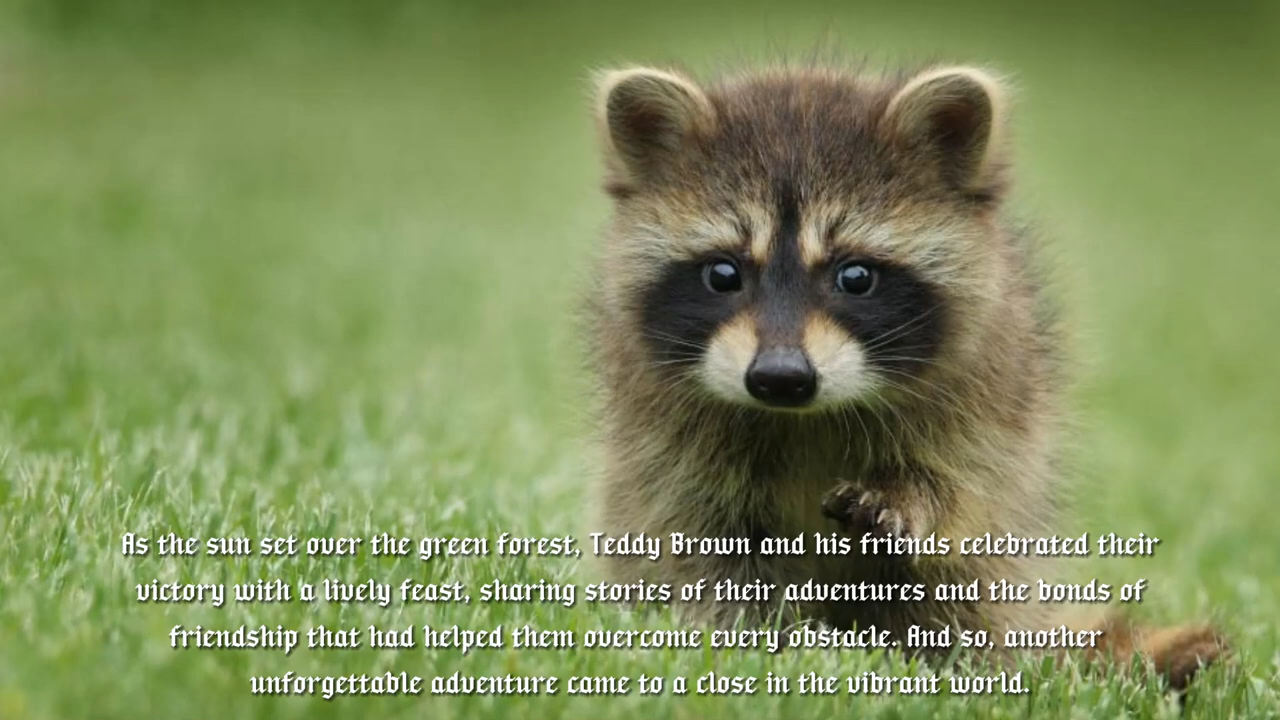 As the sun set over the green forest, Teddy Brown and his friends celebrated their
victory with a lively feast, sharing stories of their adventures and the bonds of
friendship that had helped them overcome every obstacle. And so, another
unforgettable adventure came to a close in the vibrant world.